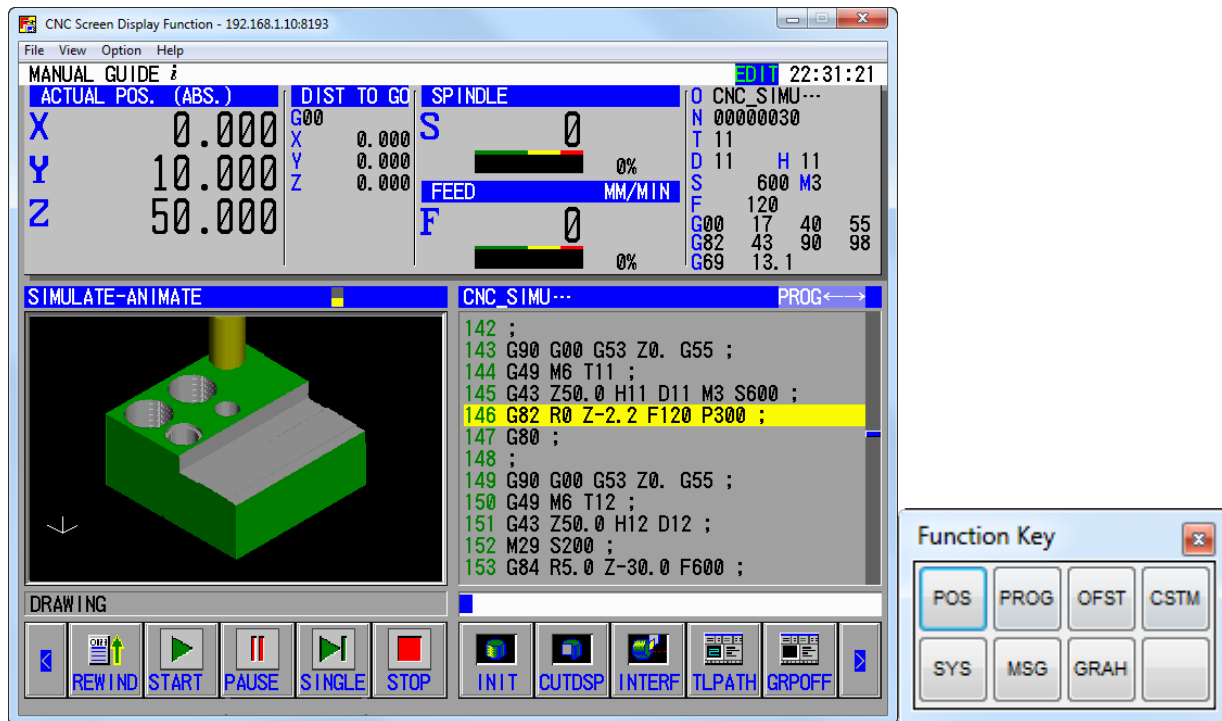 CNC Screen Display Function - 192.168.1.10:8193
File View Option Help
MANUAL GUIDE i EDIT 22:31:21
ACTUAL POS. (ABS.)
X 0.000
Y 10.000
Z 50.000
DIST TO GO
G00
X 0.000
Y 0.000
Z 0.000
SPINDLE
S 0
0%
FEED MM/MIN
F 0
0%
O CNC_SIMU···
N 00000030
T 11
D 11 H 11
S 600 M3
F 120
G00 17 40 55
G82 43 90 98
G69 13.1
SIMULATE-ANIMATE
DRAWING
CNC_SIMU··· PROG←→
142 ;
143 G90 G00 G53 Z0. G55 ;
144 G49 M6 T11 ;
145 G43 Z50.0 H11 D11 M3 S600 ;
146 G82 R0 Z-2.2 F120 P300 ;
147 G80 ;
148 ;
149 G90 G00 G53 Z0. G55 ;
150 G49 M6 T12 ;
151 G43 Z50.0 H12 D12 ;
152 M29 S200 ;
153 G84 R5.0 Z-30.0 F600 ;
< REWIND START PAUSE SINGLE STOP INIT CUTDSP INTERF TLPATH GRPOFF >
Function Key
POS PROG OFST CSTM
SYS MSG GRAH